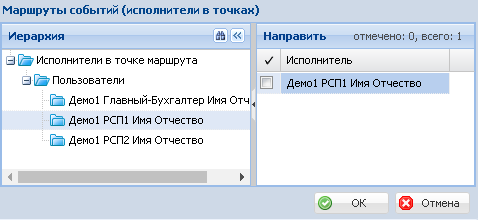 Маршруты событий (исполнители в точках)
Иерархия
Исполнители в точке маршрута
Пользователи
Демо1 Главный-Бухгалтер Имя Отч
Демо1 РСП1 Имя Отчество
Демо1 РСП2 Имя Отчество
Направить отмечено: 0, всего: 1
Исполнитель
Демо1 РСП1 Имя Отчество
OK Отмена